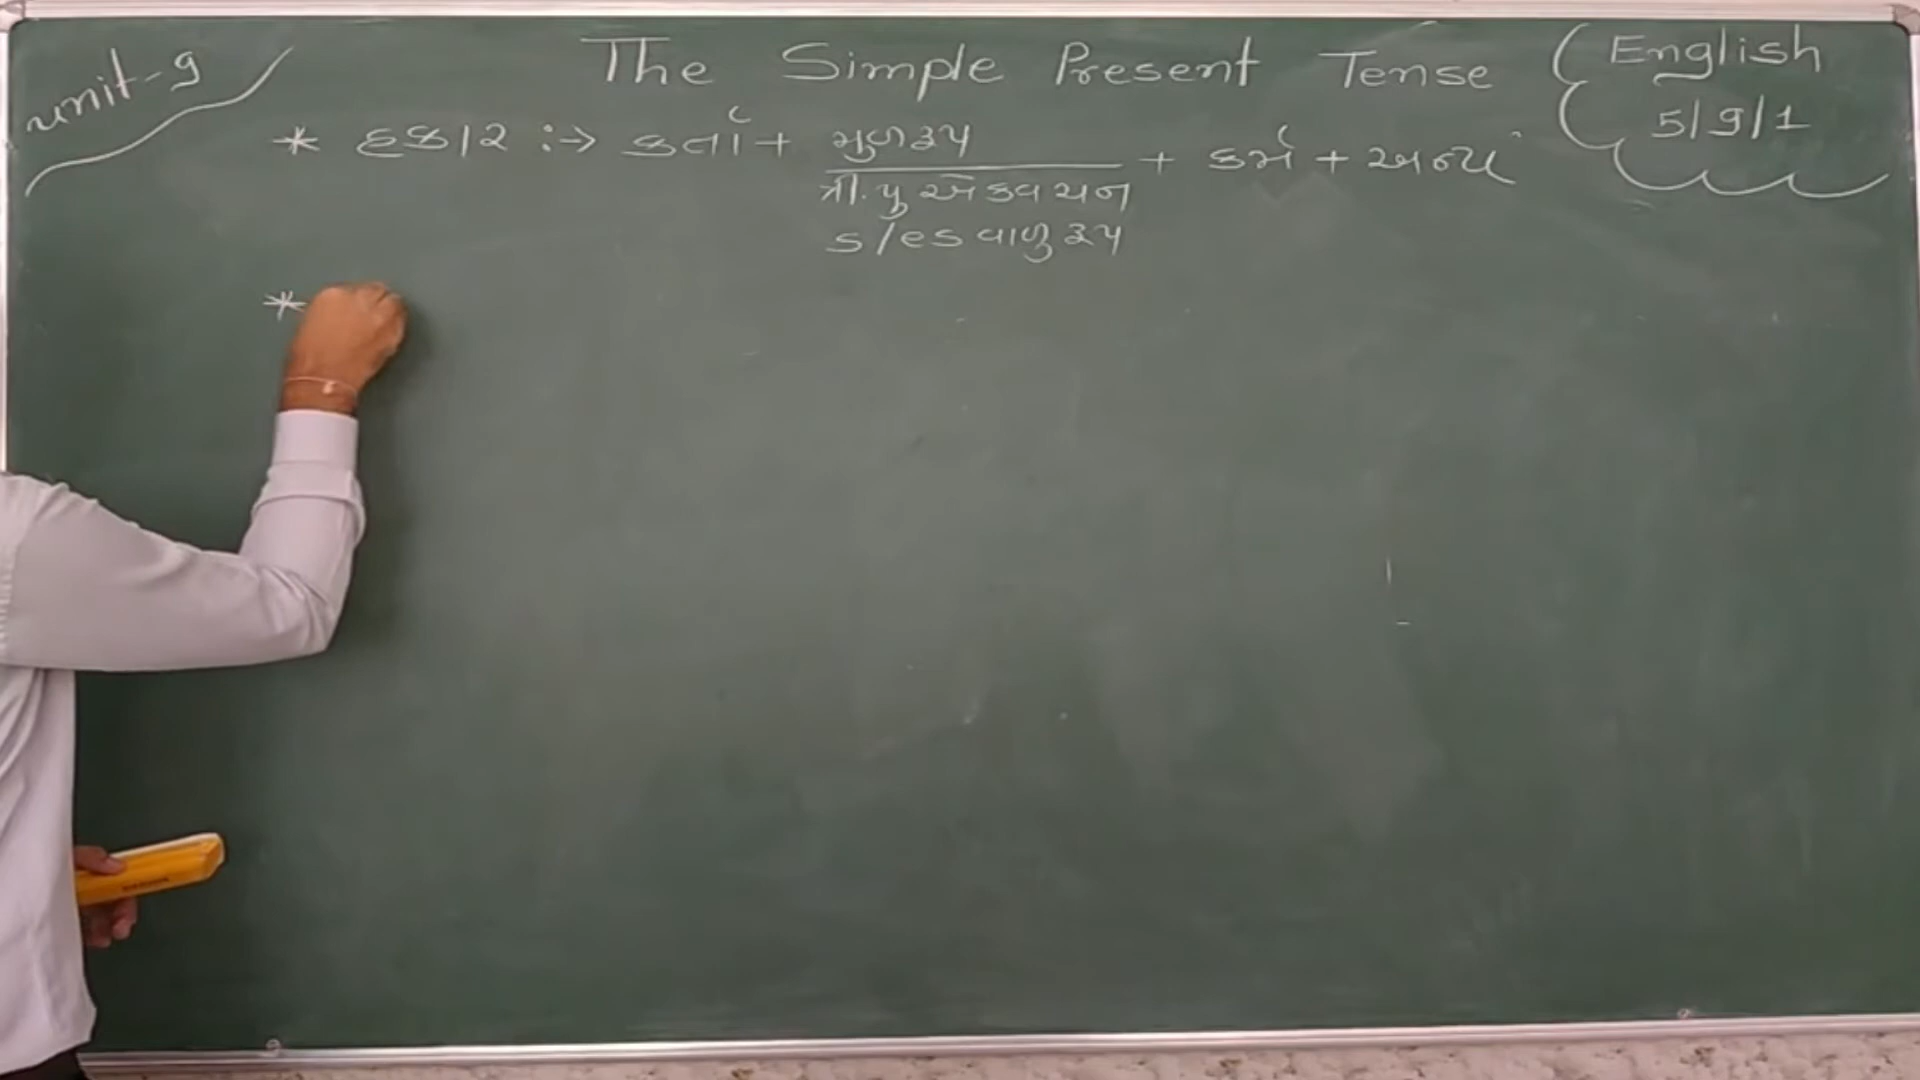 unit-9
The Simple Present Tense
English
5/9/1
* હકાર :→ કર્તા + મુળરૂપ + કર્મ + અન્ય
ત્રી.પુ એકવચન
s/es વાળુ રૂપ
*